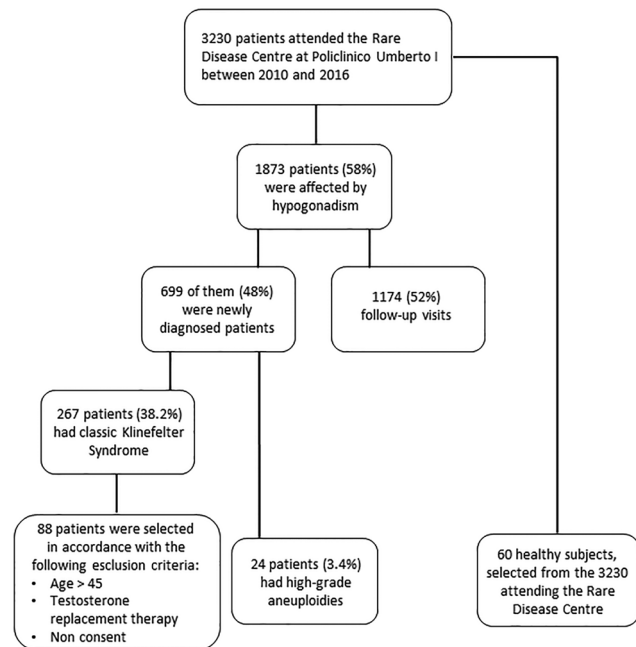 3230 patients attended the Rare
Disease Centre at Policlinico Umberto I
between 2010 and 2016
1873 patients (58%)
were affected by
hypogonadism
699 of them (48%)
were newly
diagnosed patients
1174 (52%)
follow-up visits
267 patients (38.2%)
had classic Klinefelter
Syndrome
88 patients were selected
in accordance with the
following esclusion criteria:
• Age > 45
• Testosterone
replacement therapy
• Non consent
24 patients (3.4%)
had high-grade
aneuploidies
60 healthy subjects,
selected from the 3230
attending the Rare
Disease Centre